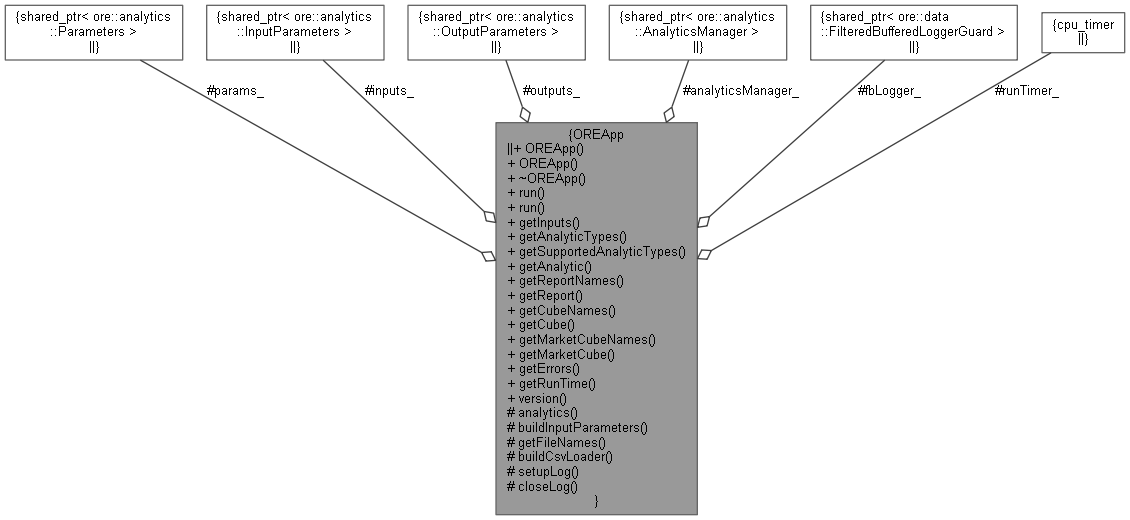 {shared_ptr< ore::analytics
::Parameters >
||}
{shared_ptr< ore::analytics
::InputParameters >
||}
{shared_ptr< ore::analytics
::OutputParameters >
||}
{shared_ptr< ore::analytics
::AnalyticsManager >
||}
{shared_ptr< ore::data
::FilteredBufferedLoggerGuard >
||}
{cpu_timer
||}
#params_
#inputs_
#outputs_
#analyticsManager_
#fbLogger_
#runTimer_
{OREApp
||+ OREApp()
+ OREApp()
+ ~OREApp()
+ run()
+ run()
+ getInputs()
+ getAnalyticTypes()
+ getSupportedAnalyticTypes()
+ getAnalytic()
+ getReportNames()
+ getReport()
+ getCubeNames()
+ getCube()
+ getMarketCubeNames()
+ getMarketCube()
+ getErrors()
+ getRunTime()
+ version()
# analytics()
# buildInputParameters()
# getFileNames()
# buildCsvLoader()
# setupLog()
# closeLog()
}